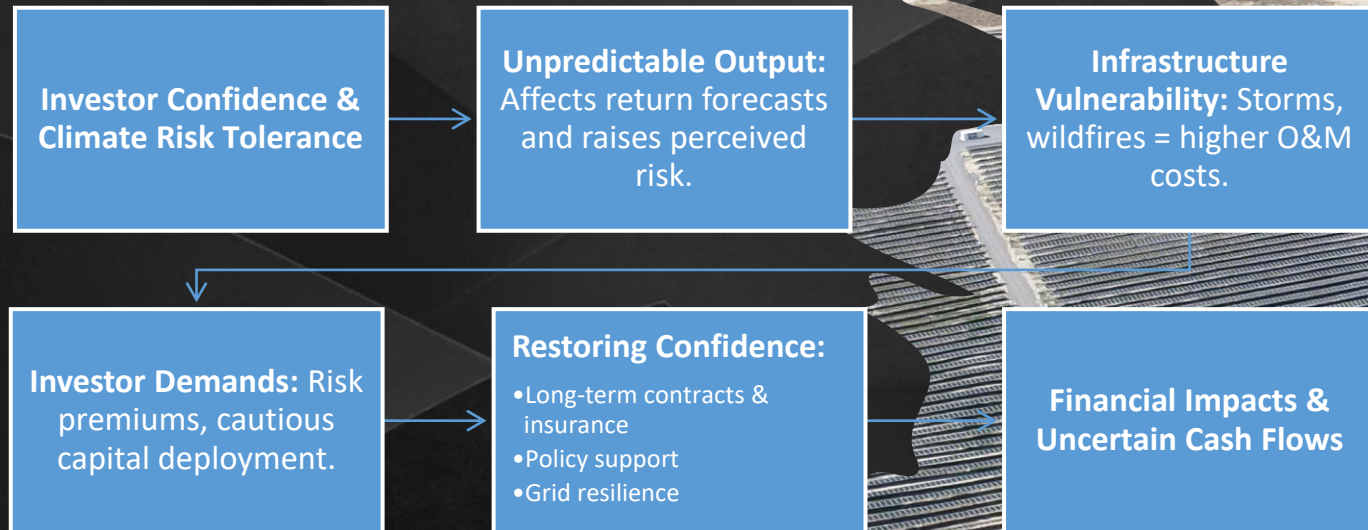 Investor Confidence &
Climate Risk Tolerance
Unpredictable Output:
Affects return forecasts
and raises perceived
risk.
Infrastructure
Vulnerability: Storms,
wildfires = higher O&M
costs.
Investor Demands: Risk
premiums, cautious
capital deployment.
Restoring Confidence:
•Long-term contracts &
insurance
•Policy support
•Grid resilience
Financial Impacts &
Uncertain Cash Flows